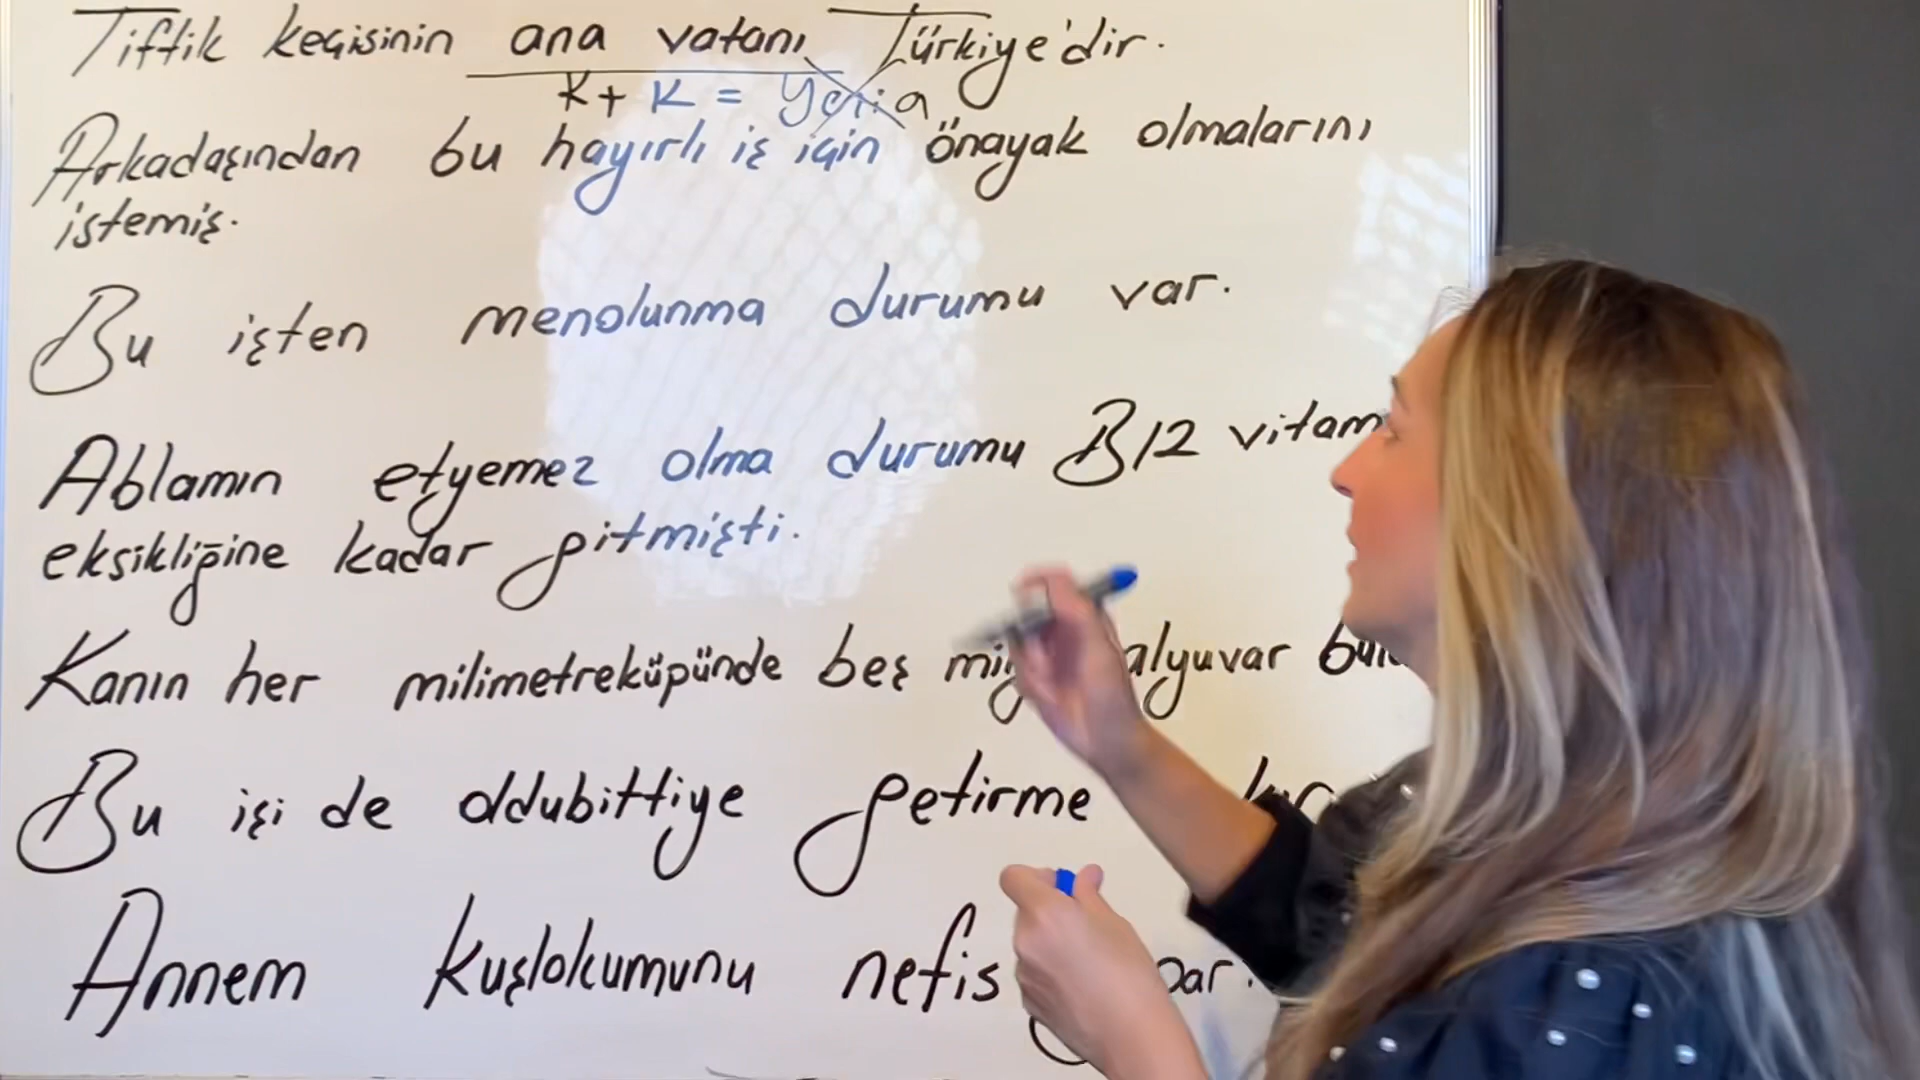 Tiftik keçisinin ana vatanı Türkiye'dir.
K + K =
Arkadaşından bu hayırlı iş için önayak olmalarını
istemiş.
Bu işten menolunma durumu var.
Ablamın etyemez olma durumu B12
eksikliğine kadar gitmişti.
Kanın her milimetreküpünde beş alyuvar
Bu işi de oldubittiye getirme
Annem kuşlokumunu nefis